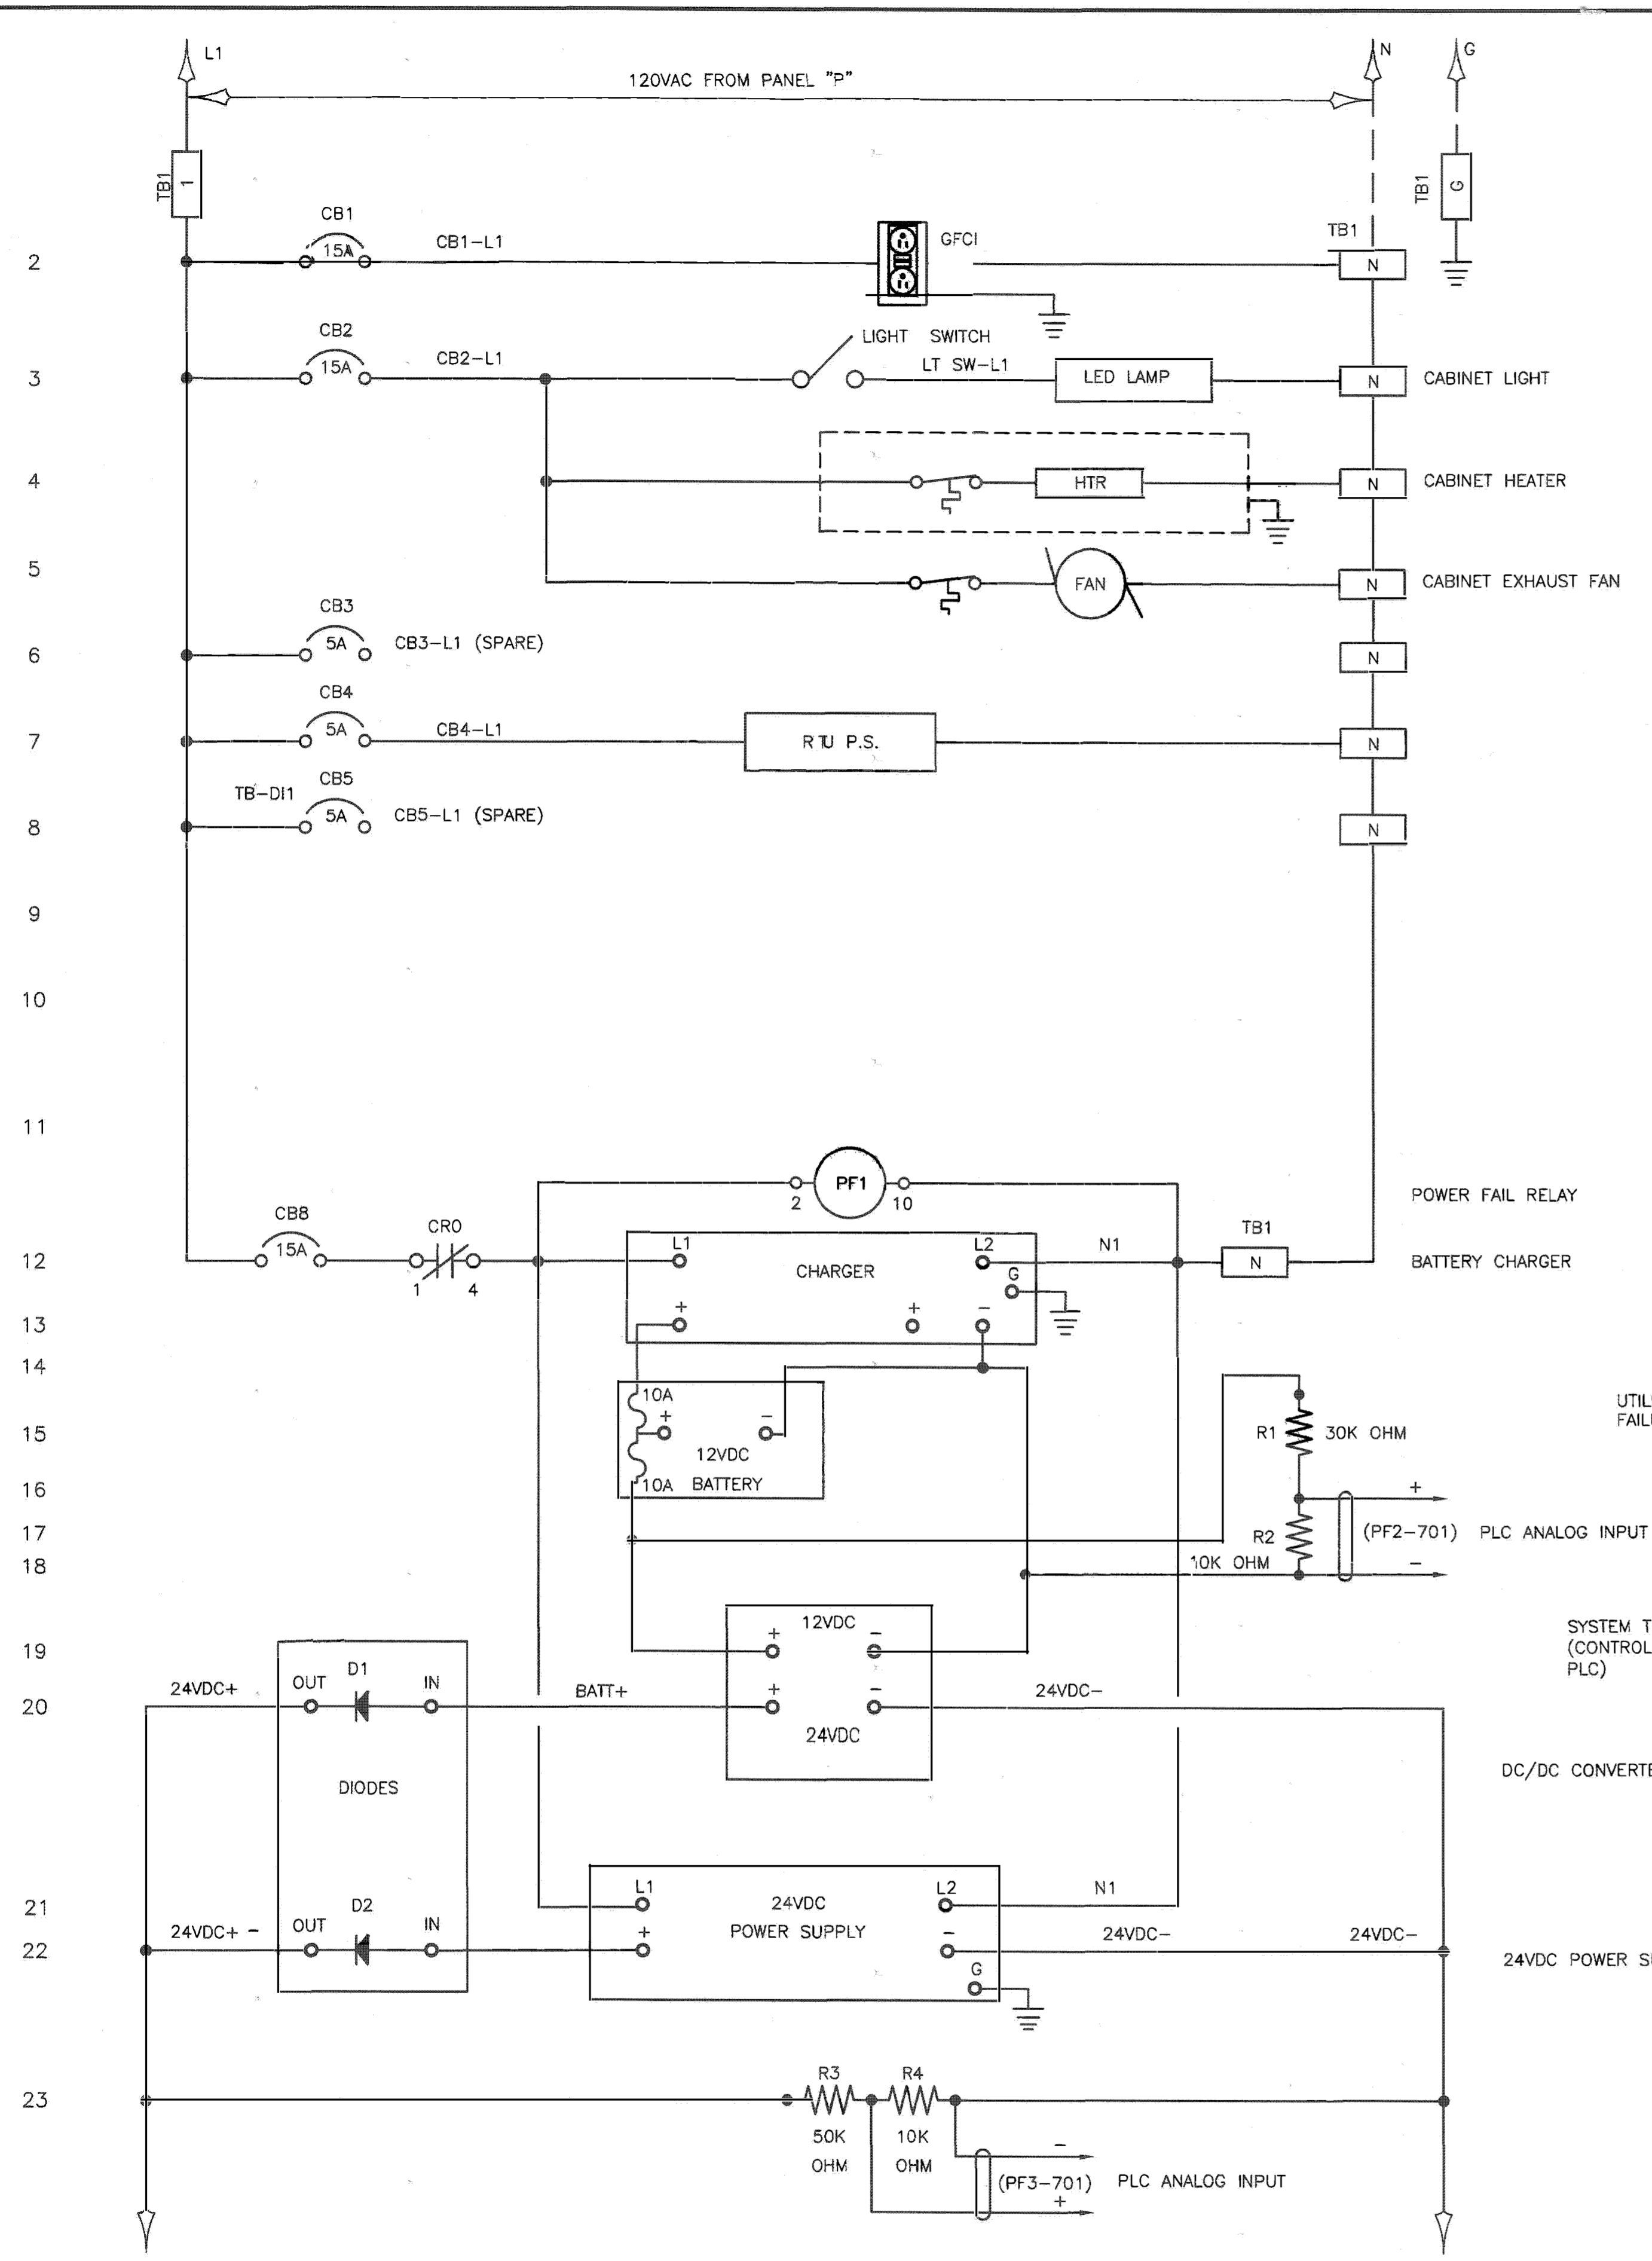 L1
N
G
120VAC FROM PANEL "P"
TB1
1
TB1
G
CB1
15A
CB1-L1
GFCI
TB1
2
N
CB2
15A
CB2-L1
LIGHT SWITCH
LT SW-L1
LED LAMP
3
N
CABINET LIGHT
4
HTR
N
CABINET HEATER
5
FAN
N
CABINET EXHAUST FAN
CB3
5A
CB3-L1 (SPARE)
6
N
CB4
5A
CB4-L1
7
RTU P.S.
N
TB-DI1
CB5
5A
CB5-L1 (SPARE)
8
N
9
10
11
PF1
2
10
POWER FAIL RELAY
CB8
15A
CR0
1
4
L1
CHARGER
L2
N1
TB1
N
12
BATTERY CHARGER
G
13
+
+
-
14
10A
+
-
15
12VDC
R1
30K OHM
UTIL
FAIL
16
10A BATTERY
+
17
R2
(PF2-701)
PLC ANALOG INPUT
18
10K OHM
-
12VDC
SYSTEM T
(CONTROL
PLC)
19
+
-
OUT
D1
IN
24VDC+
BATT+
+
-
24VDC-
20
24VDC
DIODES
DC/DC CONVERTE
21
L1
24VDC
L2
N1
D2
24VDC+ -
OUT
IN
+
POWER SUPPLY
-
24VDC-
24VDC-
22
24VDC POWER S
G
R3
R4
23
50K
10K
OHM
OHM
-
(PF3-701)
PLC ANALOG INPUT
+